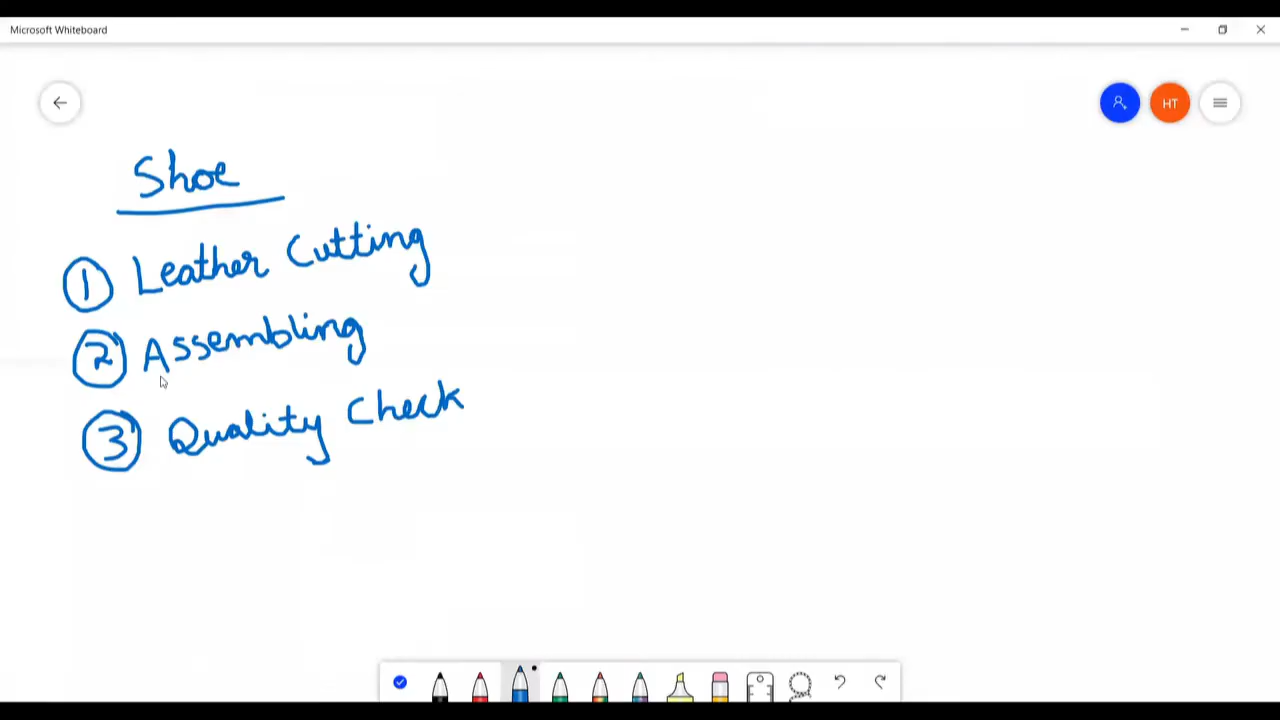 Microsoft Whiteboard
HT
Shoe
1 Leather Cutting
2 Assembling
3 Quality Check